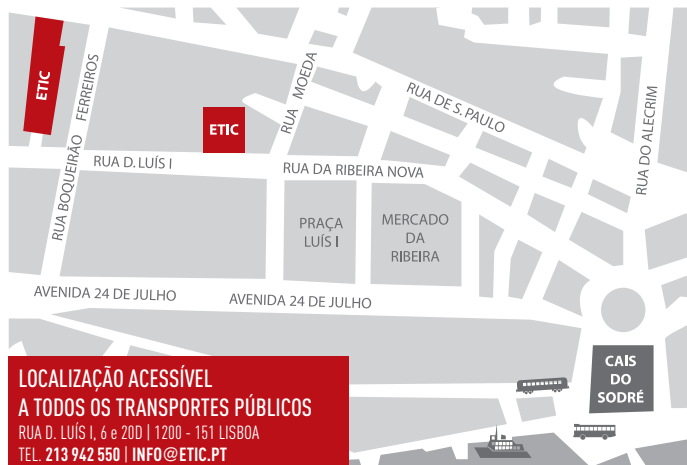 ETIC
RUA BOQUEIRÃO FERREIROS
ETIC
RUA MOEDA
RUA DE S. PAULO
RUA DO ALECRIM
RUA D. LUÍS I
RUA DA RIBEIRA NOVA
PRAÇA
LUÍS I
MERCADO
DA
RIBEIRA
AVENIDA 24 DE JULHO
AVENIDA 24 DE JULHO
CAIS
DO
SODRÉ
LOCALIZAÇÃO ACESSÍVEL
A TODOS OS TRANSPORTES PÚBLICOS
RUA D. LUÍS I, 6 e 20D | 1200 - 151 LISBOA
TEL. 213 942 550 | INFO@ETIC.PT